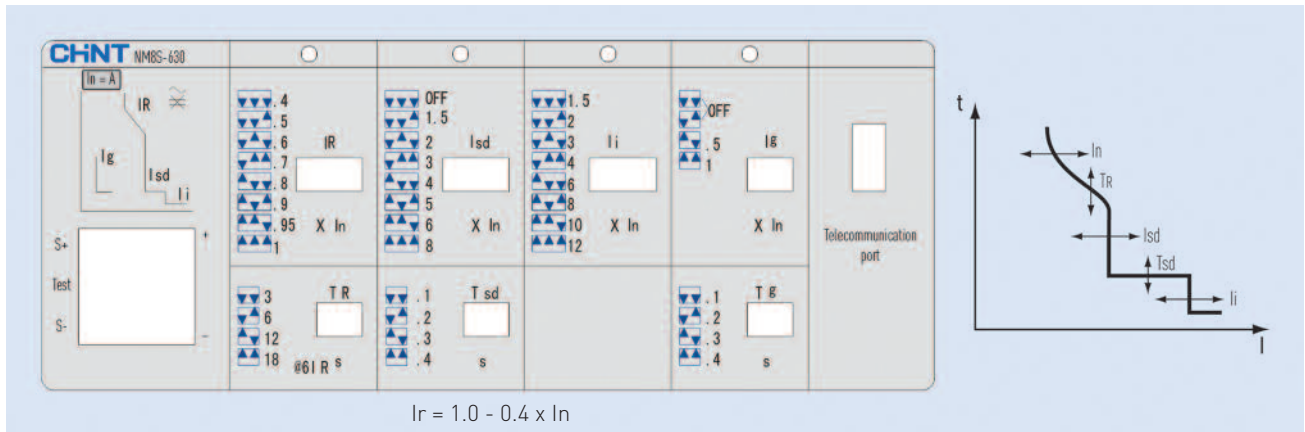 CHiNT NM8S-630
In = A
IR
Ig
Isd
Ii
S+
Test
S-
+
-
.4
.5
.6
.7
.8
.9
.95
1
IR
X In
OFF
1.5
2
3
4
5
6
8
Isd
X In
1.5
2
3
4
6
8
10
12
Ii
X In
OFF
.5
1
Ig
X In
Telecommunication
port
3
6
12
18
TR
@6IR s
.1
.2
.3
.4
Tsd
s
.1
.2
.3
.4
Tg
s
Ir = 1.0 - 0.4 x In
t
In
TR
Isd
Tsd
Ii
I